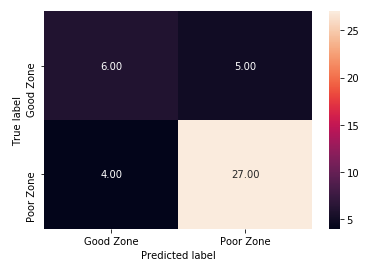 True label
Good Zone
Poor Zone
6.00
5.00
4.00
27.00
Good Zone
Poor Zone
Predicted label
25
20
15
10
5